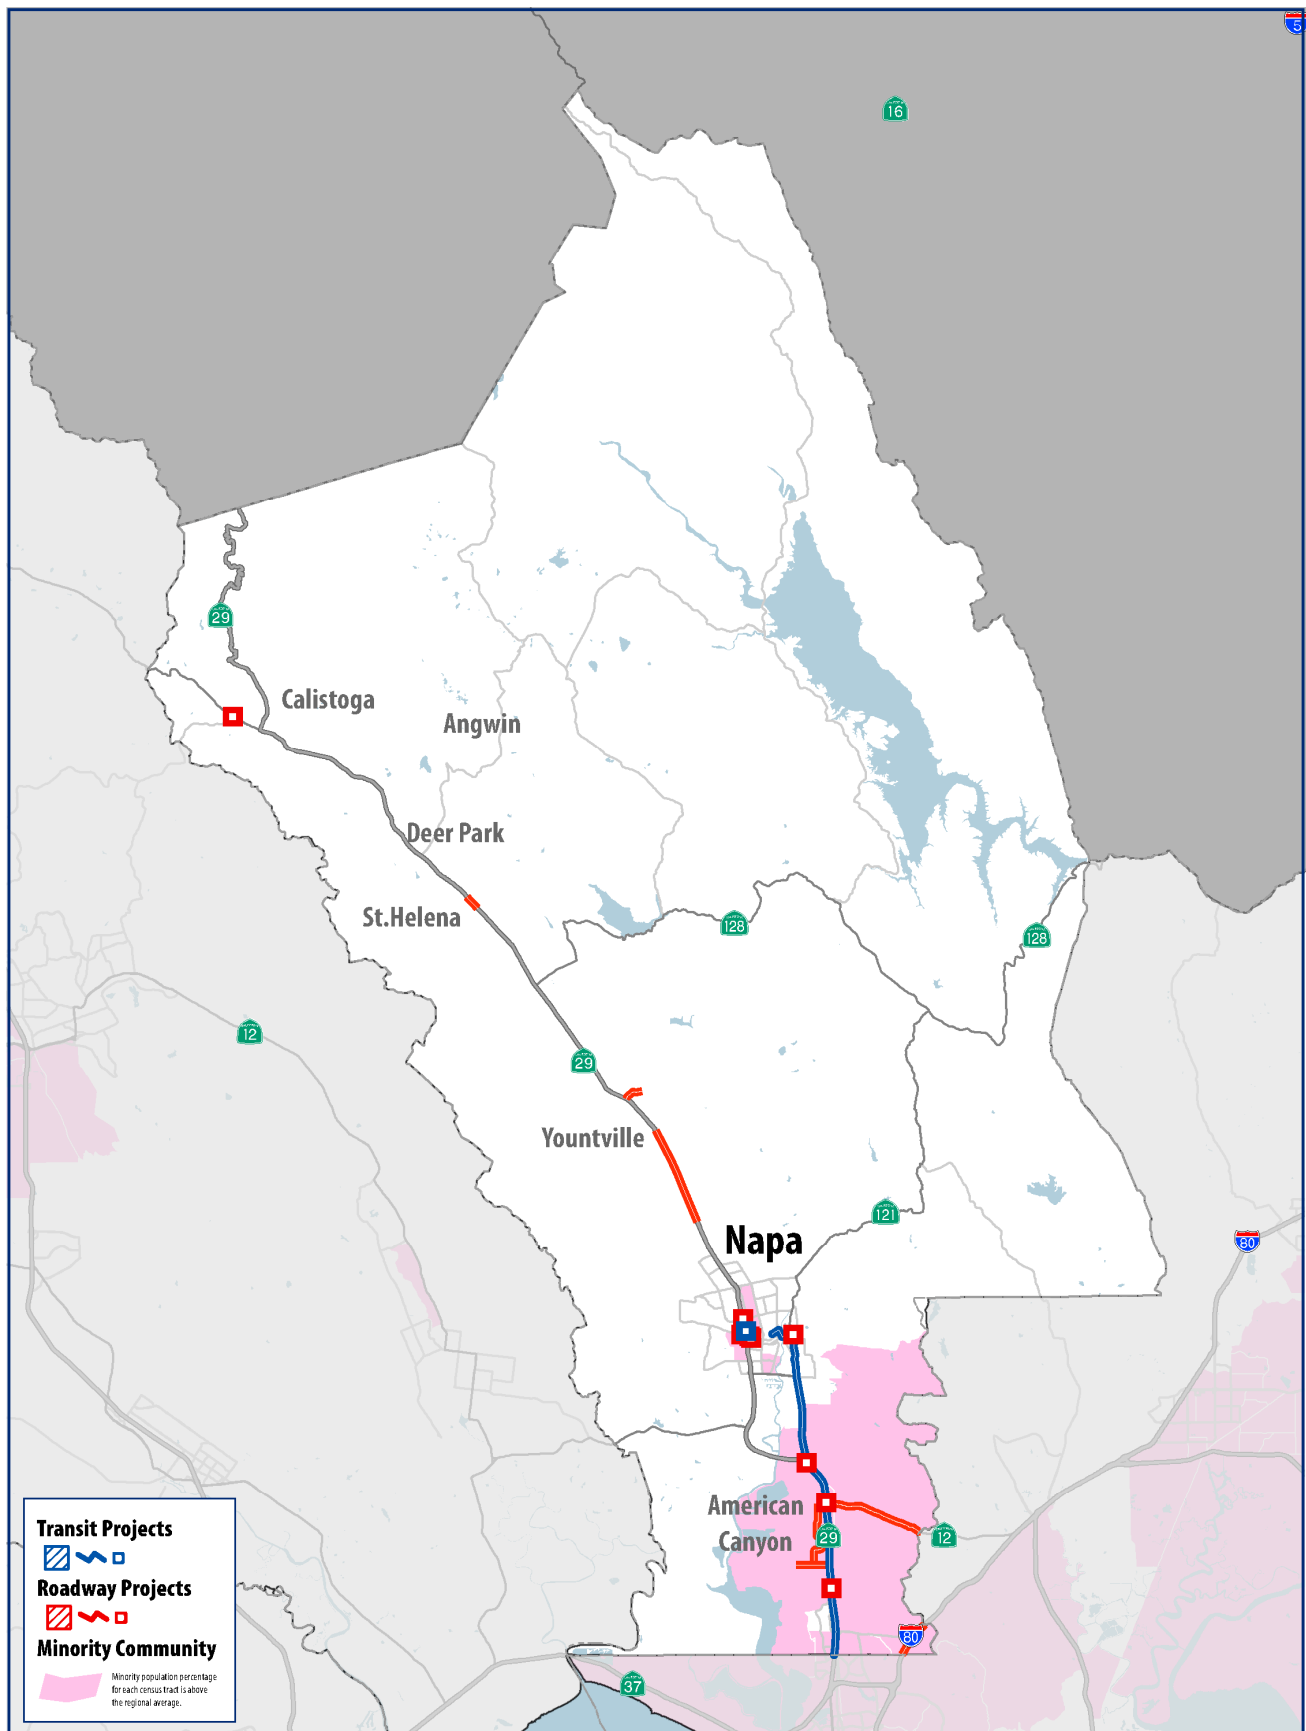 5
16
29
Calistoga
Angwin
Deer Park
St.Helena
128
128
12
29
Yountville
121
Napa
80
American
Canyon
29
12
80
37
Transit Projects
Roadway Projects
Minority Community
Minority population percentage
for each census tract is above
the regional average.